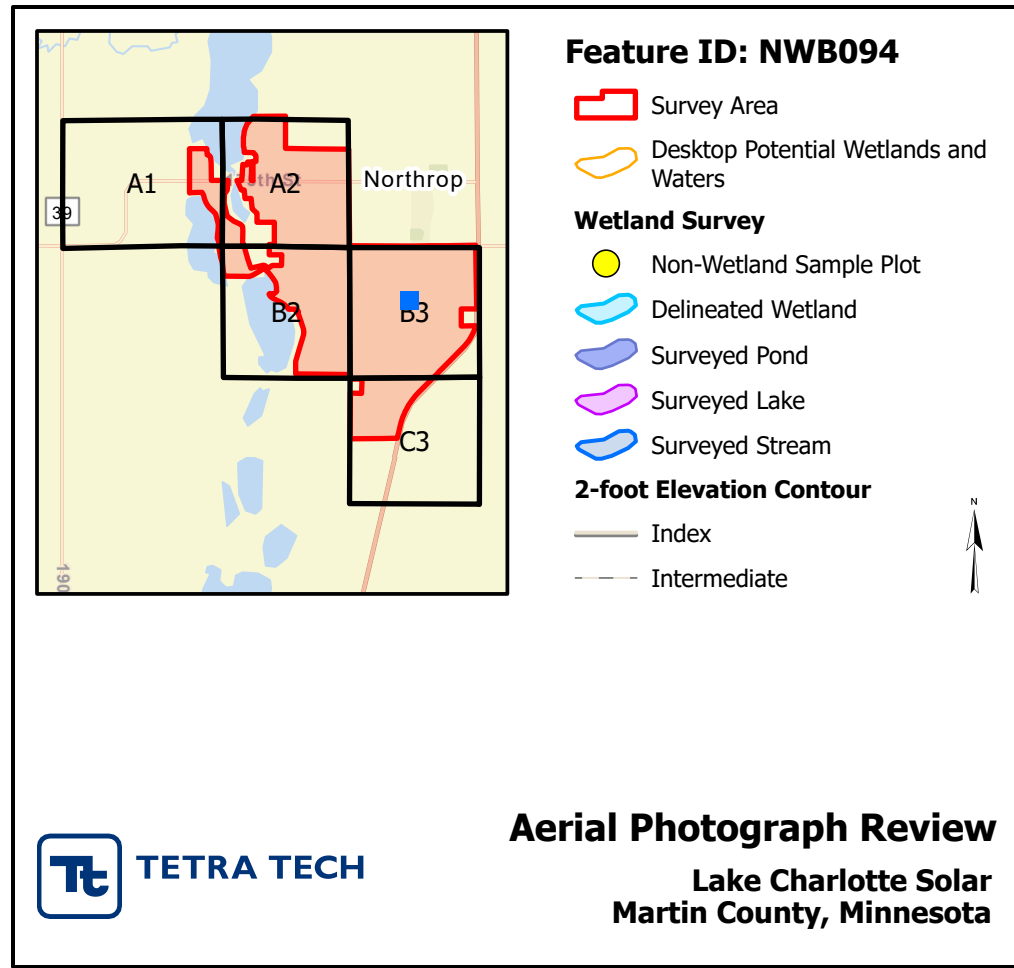 Feature ID: NWB094
Survey Area
Desktop Potential Wetlands and
Waters
Wetland Survey
Non-Wetland Sample Plot
Delineated Wetland
Surveyed Pond
Surveyed Lake
Surveyed Stream
2-foot Elevation Contour
Index
Intermediate
N
A1
A2
Northrop
39
B2
B3
C3
190
Tt
TETRA TECH
Aerial Photograph Review
Lake Charlotte Solar
Martin County, Minnesota